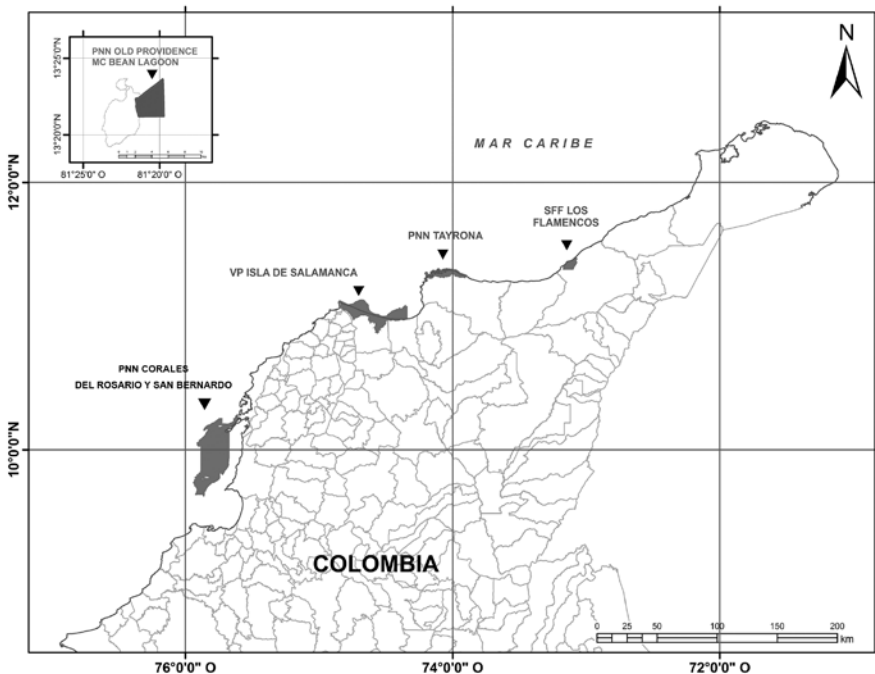 PNN OLD PROVIDENCE
MC BEAN LAGOON
13°25'0"N
13°20'0"N
81°25'0" O
81°20'0" O
N
MAR CARIBE
12°0'0"N
SFF LOS
FLAMENCOS
PNN TAYRONA
VP ISLA DE SALAMANCA
PNN CORALES
DEL ROSARIO Y SAN BERNARDO
10°0'0"N
COLOMBIA
0 25 50 100 150 200
km
76°0'0" O
74°0'0" O
72°0'0" O